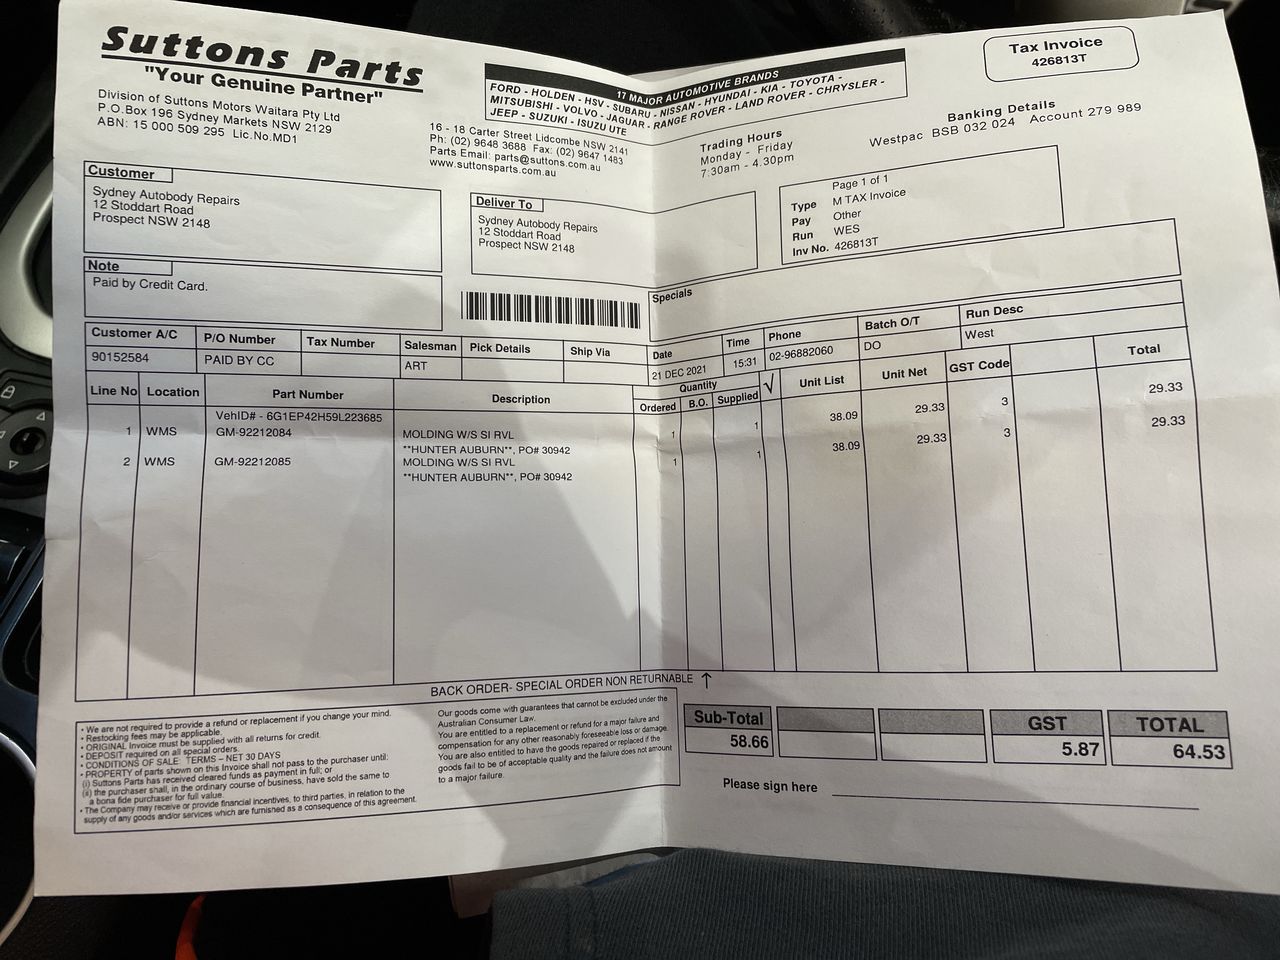 Suttons Parts
"Your Genuine Partner"
Division of Suttons Motors Waitara Pty Ltd
P.O.Box 196 Sydney Markets NSW 2129
ABN: 15 000 509 295 Lic.No.MD1
17 MAJOR AUTOMOTIVE BRANDS
FORD - HOLDEN - HSV - SUBARU - NISSAN - HYUNDAI - KIA - TOYOTA -
MITSUBISHI - VOLVO - JAGUAR - RANGE ROVER - LAND ROVER - CHRYSLER -
JEEP - SUZUKI - ISUZU UTE
16 - 18 Carter Street Lidcombe NSW 2141
Ph: (02) 9648 3688 Fax: (02) 9647 1483
Parts Email: parts@suttons.com.au
www.suttonsparts.com.au
Trading Hours
Monday - Friday
7:30am - 4.30pm
Tax Invoice
426813T
Banking Details
Westpac BSB 032 024 Account 279 989
Customer
Sydney Autobody Repairs
12 Stoddart Road
Prospect NSW 2148
Deliver To
Sydney Autobody Repairs
12 Stoddart Road
Prospect NSW 2148
Page 1 of 1
Type M TAX Invoice
Pay Other
Run WES
Inv No. 426813T
Note
Paid by Credit Card.
Specials
Customer A/C P/O Number Tax Number Salesman Pick Details Ship Via Date Time Phone Batch O/T Run Desc
90152584 PAID BY CC ART 21 DEC 2021 15:31 02-96882060 DO West
Line No Location Part Number Description Quantity √ Unit List Unit Net GST Code Total
Ordered B.O. Supplied
VehID# - 6G1EP42H59L223685
1 WMS GM-92212084 MOLDING W/S SI RVL 1 1 38.09 29.33 3 29.33
**HUNTER AUBURN**, PO# 30942
2 WMS GM-92212085 MOLDING W/S SI RVL 1 1 38.09 29.33 3 29.33
**HUNTER AUBURN**, PO# 30942
BACK ORDER- SPECIAL ORDER NON RETURNABLE ↑
• We are not required to provide a refund or replacement if you change your mind.
• Restocking fees may be applicable.
• ORIGINAL Invoice must be supplied with all returns for credit.
• DEPOSIT required on all special orders.
• CONDITIONS OF SALE: TERMS – NET 30 DAYS
• PROPERTY of parts shown on this Invoice shall not pass to the purchaser until:
(i) Suttons Parts has received cleared funds as payment in full; or
(ii) the purchaser shall, in the ordinary course of business, have sold the same to
a bona fide purchaser for full value.
• The Company may receive or provide financial incentives, to third parties, in relation to the
supply of any goods and/or services which are furnished as a consequence of this agreement.
Our goods come with guarantees that cannot be excluded under the
Australian Consumer Law.
You are entitled to a replacement or refund for a major failure and
compensation for any other reasonably foreseeable loss or damage.
You are also entitled to have the goods repaired or replaced if the
goods fail to be of acceptable quality and the failure does not amount
to a major failure.
Sub-Total GST TOTAL
58.66 5.87 64.53
Please sign here